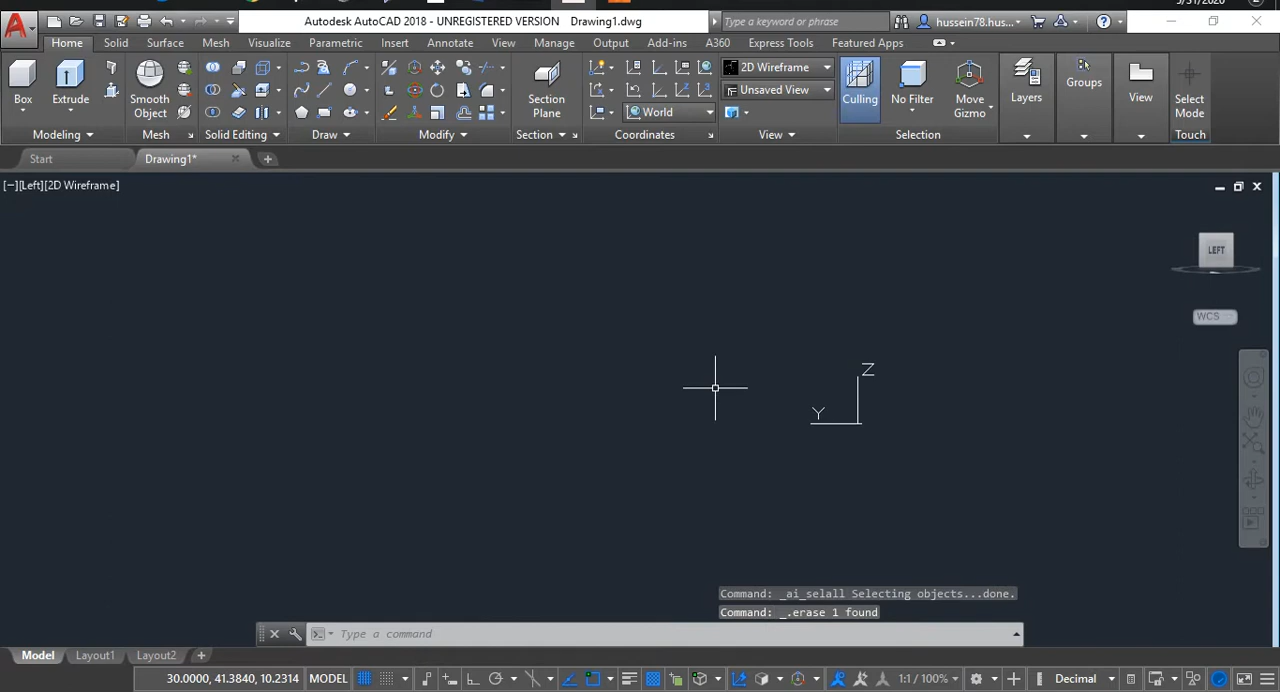 5/31/2020
Autodesk AutoCAD 2018 - UNREGISTERED VERSION Drawing1.dwg
Type a keyword or phrase
hussein78.hus...
Home Solid Surface Mesh Visualize Parametric Insert Annotate View Manage Output Add-ins A360 Express Tools Featured Apps
2D Wireframe
Unsaved View
World
Box Extrude Smooth Object Section Plane Culling No Filter Move Gizmo Layers Groups View Select Mode
Modeling Mesh Solid Editing Draw Modify Section Coordinates View Selection Touch
Start Drawing1*
[−][Left][2D Wireframe]
LEFT
WCS
Z
Y
Command: _ai_selall Selecting objects...done.
Command: _.erase 1 found
Type a command
Model Layout1 Layout2
30.0000, 41.3840, 10.2314 MODEL 1:1 / 100% Decimal